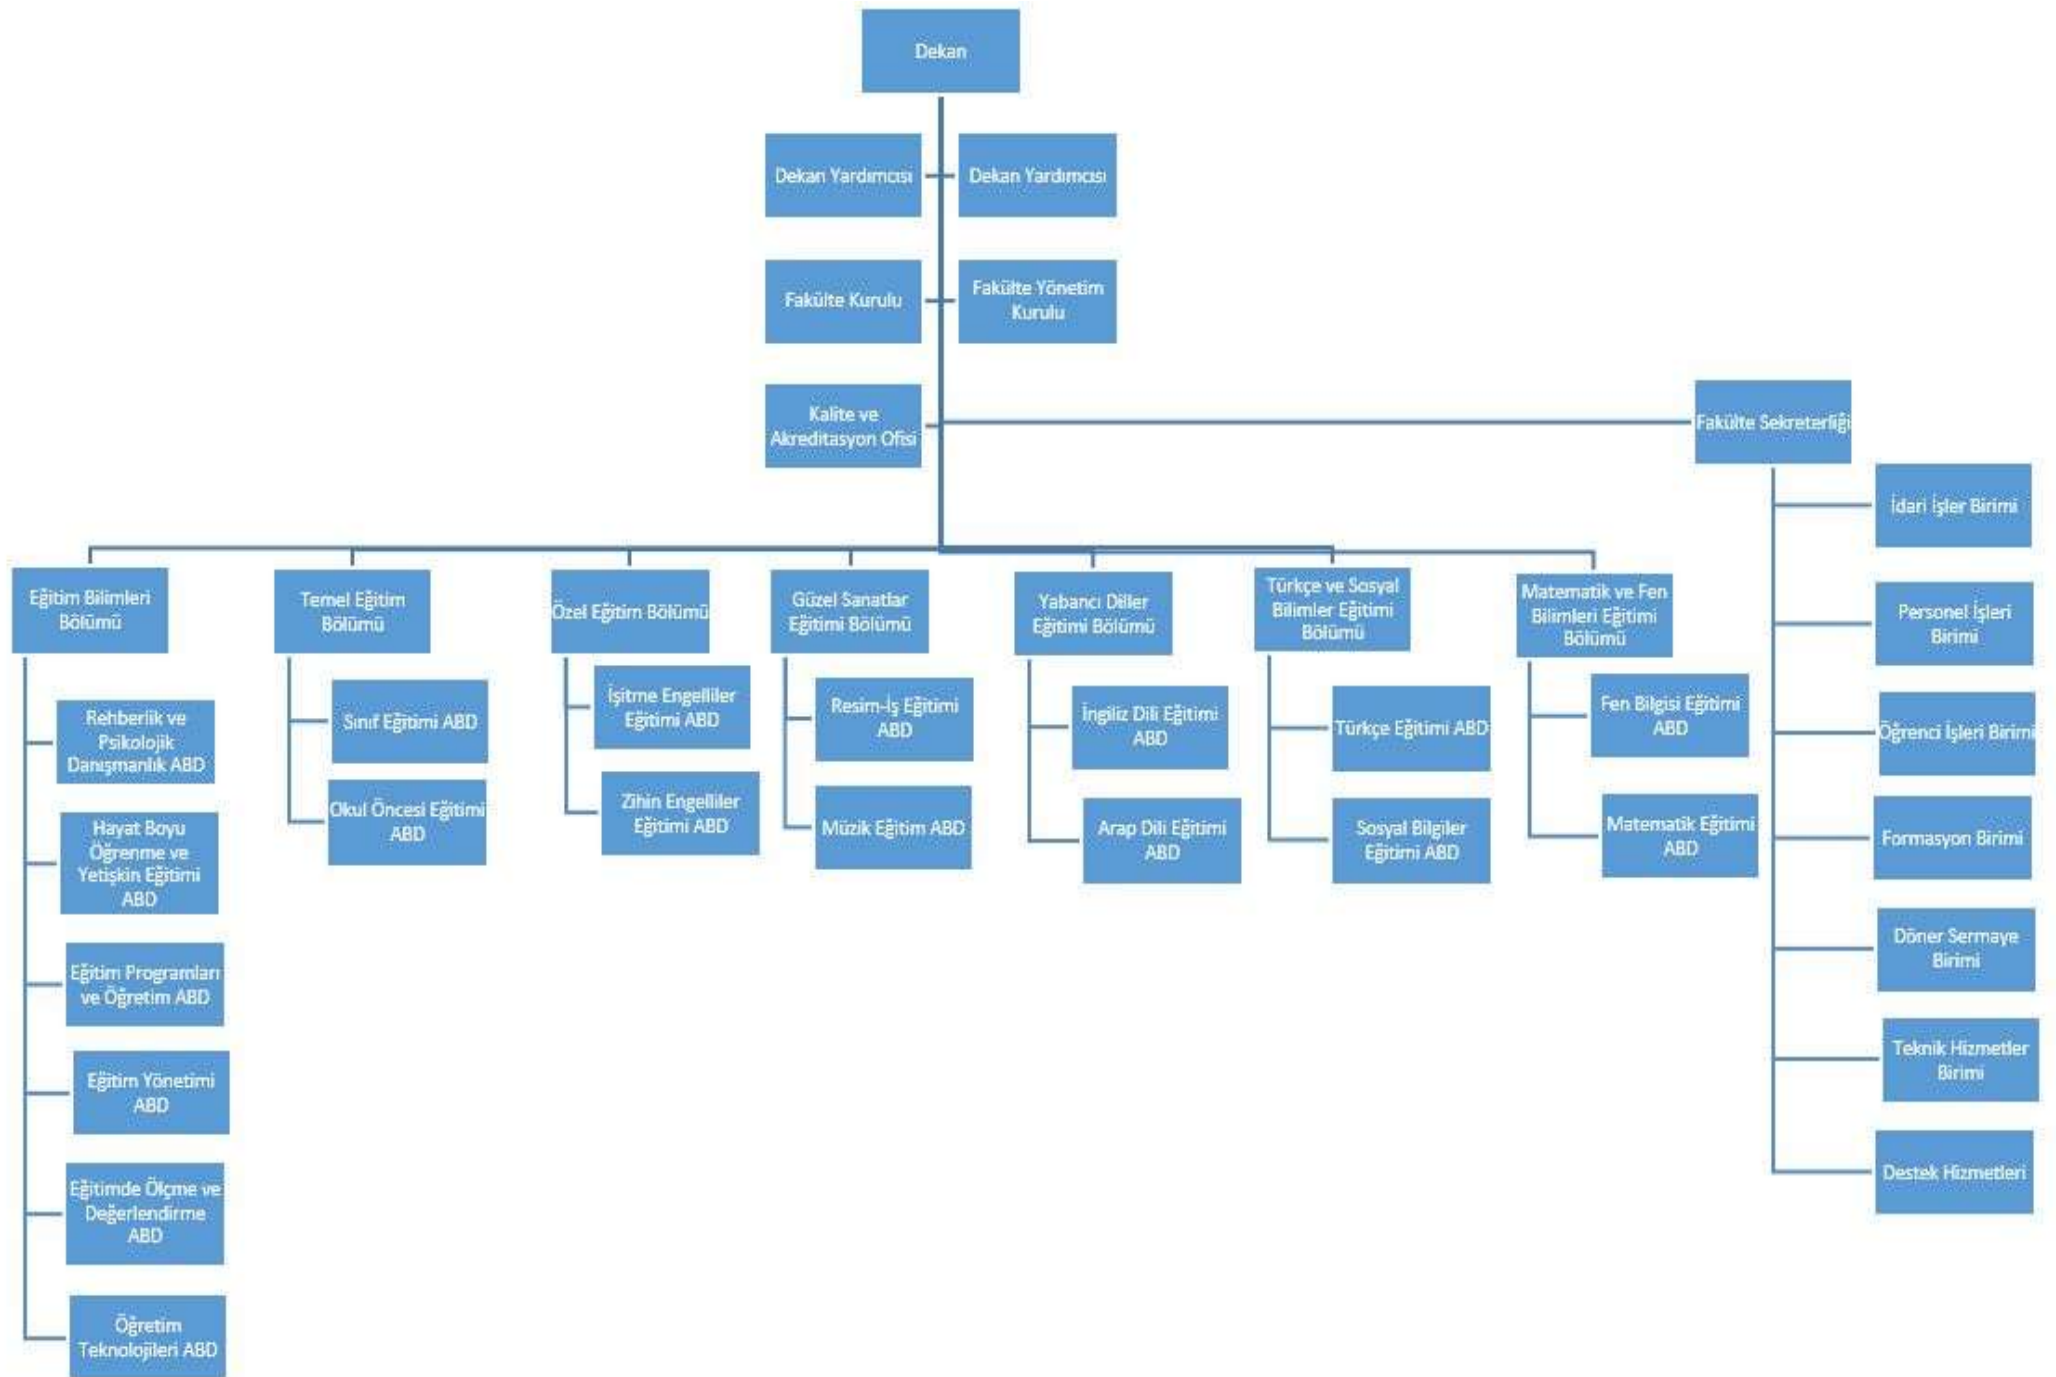 Dekan
Dekan Yardımcısı
Dekan Yardımcısı
Fakülte Kurulu
Fakülte Yönetim
Kurulu
Kalite ve
Akreditasyon Ofisi
Fakülte Sekreterliği
İdari İşler Birimi
Personel İşleri
Birimi
Öğrenci İşleri Birimi
Formasyon Birimi
Döner Sermaye
Birimi
Teknik Hizmetler
Birimi
Destek Hizmetleri
Eğitim Bilimleri
Bölümü
Rehberlik ve
Psikolojik
Danışmanlık ABD
Hayat Boyu
Öğrenme ve
Yetişkin Eğitimi
ABD
Eğitim Programları
ve Öğretim ABD
Eğitim Yönetimi
ABD
Eğitimde Ölçme ve
Değerlendirme
ABD
Öğretim
Teknolojileri ABD
Temel Eğitim
Bölümü
Sınıf Eğitimi ABD
Okul Öncesi Eğitimi
ABD
Özel Eğitim Bölümü
İşitme Engelliler
Eğitimi ABD
Zihin Engelliler
Eğitimi ABD
Güzel Sanatlar
Eğitimi Bölümü
Resim-İş Eğitimi
ABD
Müzik Eğitim ABD
Yabancı Diller
Eğitimi Bölümü
İngiliz Dili Eğitimi
ABD
Arap Dili Eğitimi
ABD
Türkçe ve Sosyal
Bilimler Eğitimi
Bölümü
Türkçe Eğitimi ABD
Sosyal Bilgiler
Eğitimi ABD
Matematik ve Fen
Bilimleri Eğitimi
Bölümü
Fen Bilgisi Eğitimi
ABD
Matematik Eğitimi
ABD